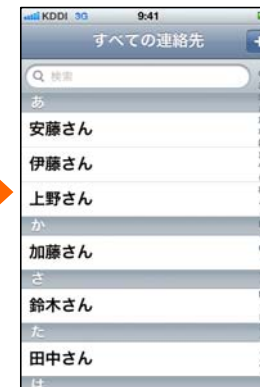 KDDI 3G 9:41
すべての連絡先 +
検索
あ
安藤さん
伊藤さん
上野さん
か
加藤さん
さ
鈴木さん
た
田中さん
は